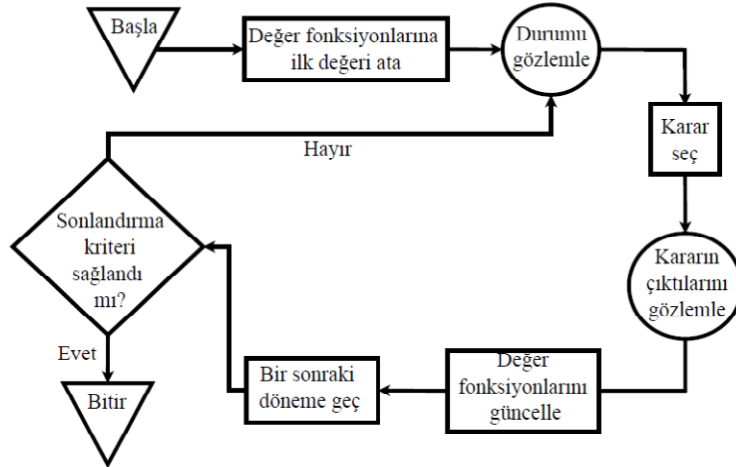 Başla
Değer fonksiyonlarına
ilk değeri ata
Durumu
gözlemle
Karar
seç
Kararın
çıktılarını
gözlemle
Değer
fonksiyonlarını
güncelle
Bir sonraki
döneme geç
Sonlandırma
kriteri
sağlandı
mı?
Hayır
Evet
Bitir